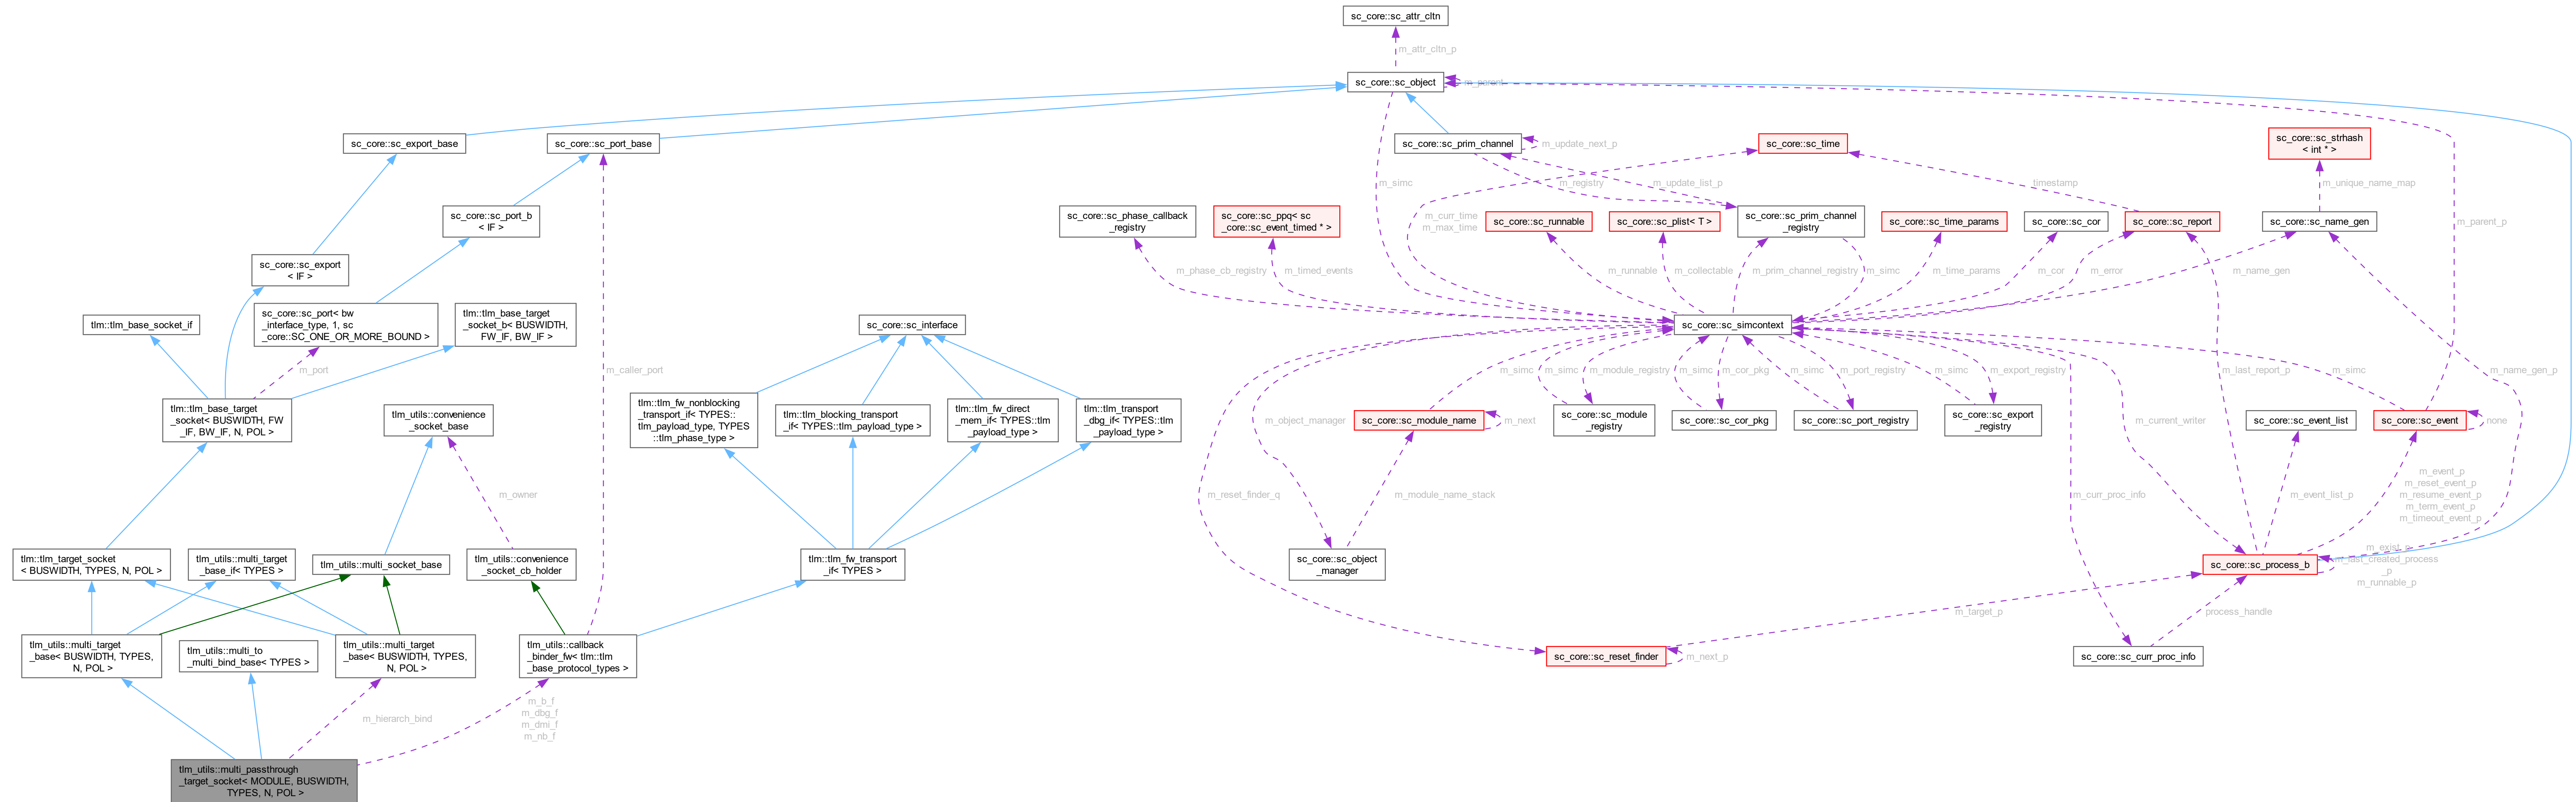 sc_core::sc_attr_cltn
m_attr_cltn_p
sc_core::sc_object
m_parent
sc_core::sc_export_base
sc_core::sc_port_base
sc_core::sc_prim_channel
m_update_next_p
sc_core::sc_time
sc_core::sc_strhash
< int * >
m_simc
m_registry
m_update_list_p
timestamp
m_unique_name_map
sc_core::sc_port_b
< IF >
sc_core::sc_phase_callback
_registry
sc_core::sc_ppq< sc
_core::sc_event_timed * >
m_curr_time
m_max_time
sc_core::sc_runnable
sc_core::sc_plist< T >
sc_core::sc_prim_channel
_registry
sc_core::sc_time_params
sc_core::sc_cor
sc_core::sc_report
sc_core::sc_name_gen
m_parent_p
sc_core::sc_export
< IF >
m_phase_cb_registry
m_timed_events
m_runnable
m_collectable
m_prim_channel_registry
m_simc
m_time_params
m_cor
m_error
m_name_gen
tlm::tlm_base_socket_if
sc_core::sc_port< bw
_interface_type, 1, sc
_core::SC_ONE_OR_MORE_BOUND >
tlm::tlm_base_target
_socket_b< BUSWIDTH,
FW_IF, BW_IF >
sc_core::sc_interface
sc_core::sc_simcontext
m_port
m_caller_port
m_simc
m_simc
m_module_registry
m_simc
m_cor_pkg
m_simc
m_port_registry
m_simc
m_export_registry
m_last_report_p
m_simc
m_name_gen_p
tlm::tlm_base_target
_socket< BUSWIDTH, FW
_IF, BW_IF, N, POL >
tlm_utils::convenience
_socket_base
tlm::tlm_fw_nonblocking
_transport_if< TYPES::
tlm_payload_type, TYPES
::tlm_phase_type >
tlm::tlm_blocking_transport
_if< TYPES::tlm_payload_type >
tlm::tlm_fw_direct
_mem_if< TYPES::tlm
_payload_type >
tlm::tlm_transport
_dbg_if< TYPES::tlm
_payload_type >
m_object_manager
sc_core::sc_module_name
m_next
sc_core::sc_module
_registry
sc_core::sc_cor_pkg
sc_core::sc_port_registry
sc_core::sc_export
_registry
m_current_writer
sc_core::sc_event_list
sc_core::sc_event
none
m_owner
m_reset_finder_q
m_module_name_stack
m_curr_proc_info
m_event_list_p
m_event_p
m_reset_event_p
m_resume_event_p
m_term_event_p
m_timeout_event_p
tlm::tlm_target_socket
< BUSWIDTH, TYPES, N, POL >
tlm_utils::multi_target
_base_if< TYPES >
tlm_utils::multi_socket_base
tlm_utils::convenience
_socket_cb_holder
tlm::tlm_fw_transport
_if< TYPES >
sc_core::sc_object
_manager
sc_core::sc_process_b
m_exist_p
m_last_created_process
_p
m_runnable_p
m_target_p
process_handle
tlm_utils::multi_target
_base< BUSWIDTH, TYPES,
N, POL >
tlm_utils::multi_to
_multi_bind_base< TYPES >
tlm_utils::multi_target
_base< BUSWIDTH, TYPES,
N, POL >
tlm_utils::callback
_binder_fw< tlm::tlm
_base_protocol_types >
sc_core::sc_reset_finder
m_next_p
sc_core::sc_curr_proc_info
m_hierarch_bind
m_b_f
m_dbg_f
m_dmi_f
m_nb_f
tlm_utils::multi_passthrough
_target_socket< MODULE, BUSWIDTH,
TYPES, N, POL >